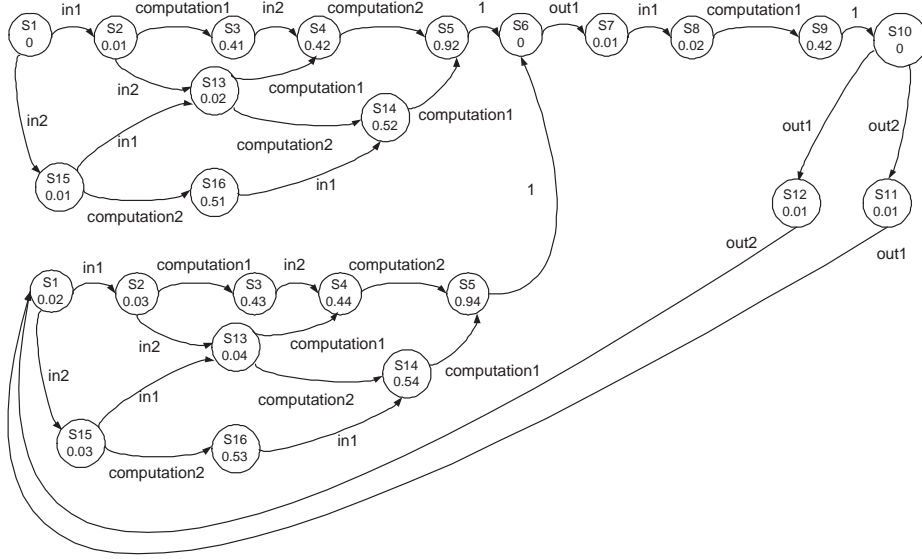 S1
0
in1
S2
0.01
computation1
S3
0.41
in2
S4
0.42
computation2
S5
0.92
1
S6
0
out1
S7
0.01
in1
S8
0.02
computation1
S9
0.42
1
S10
0
in2
S13
0.02
computation1
in2
in1
computation2
S14
0.52
computation1
out1
out2
S15
0.01
computation2
S16
0.51
in1
1
S12
0.01
S11
0.01
out2
out1
S1
0.02
in1
S2
0.03
computation1
S3
0.43
in2
S4
0.44
computation2
S5
0.94
in2
S13
0.04
computation1
in2
in1
computation2
S14
0.54
computation1
S15
0.03
computation2
S16
0.53
in1